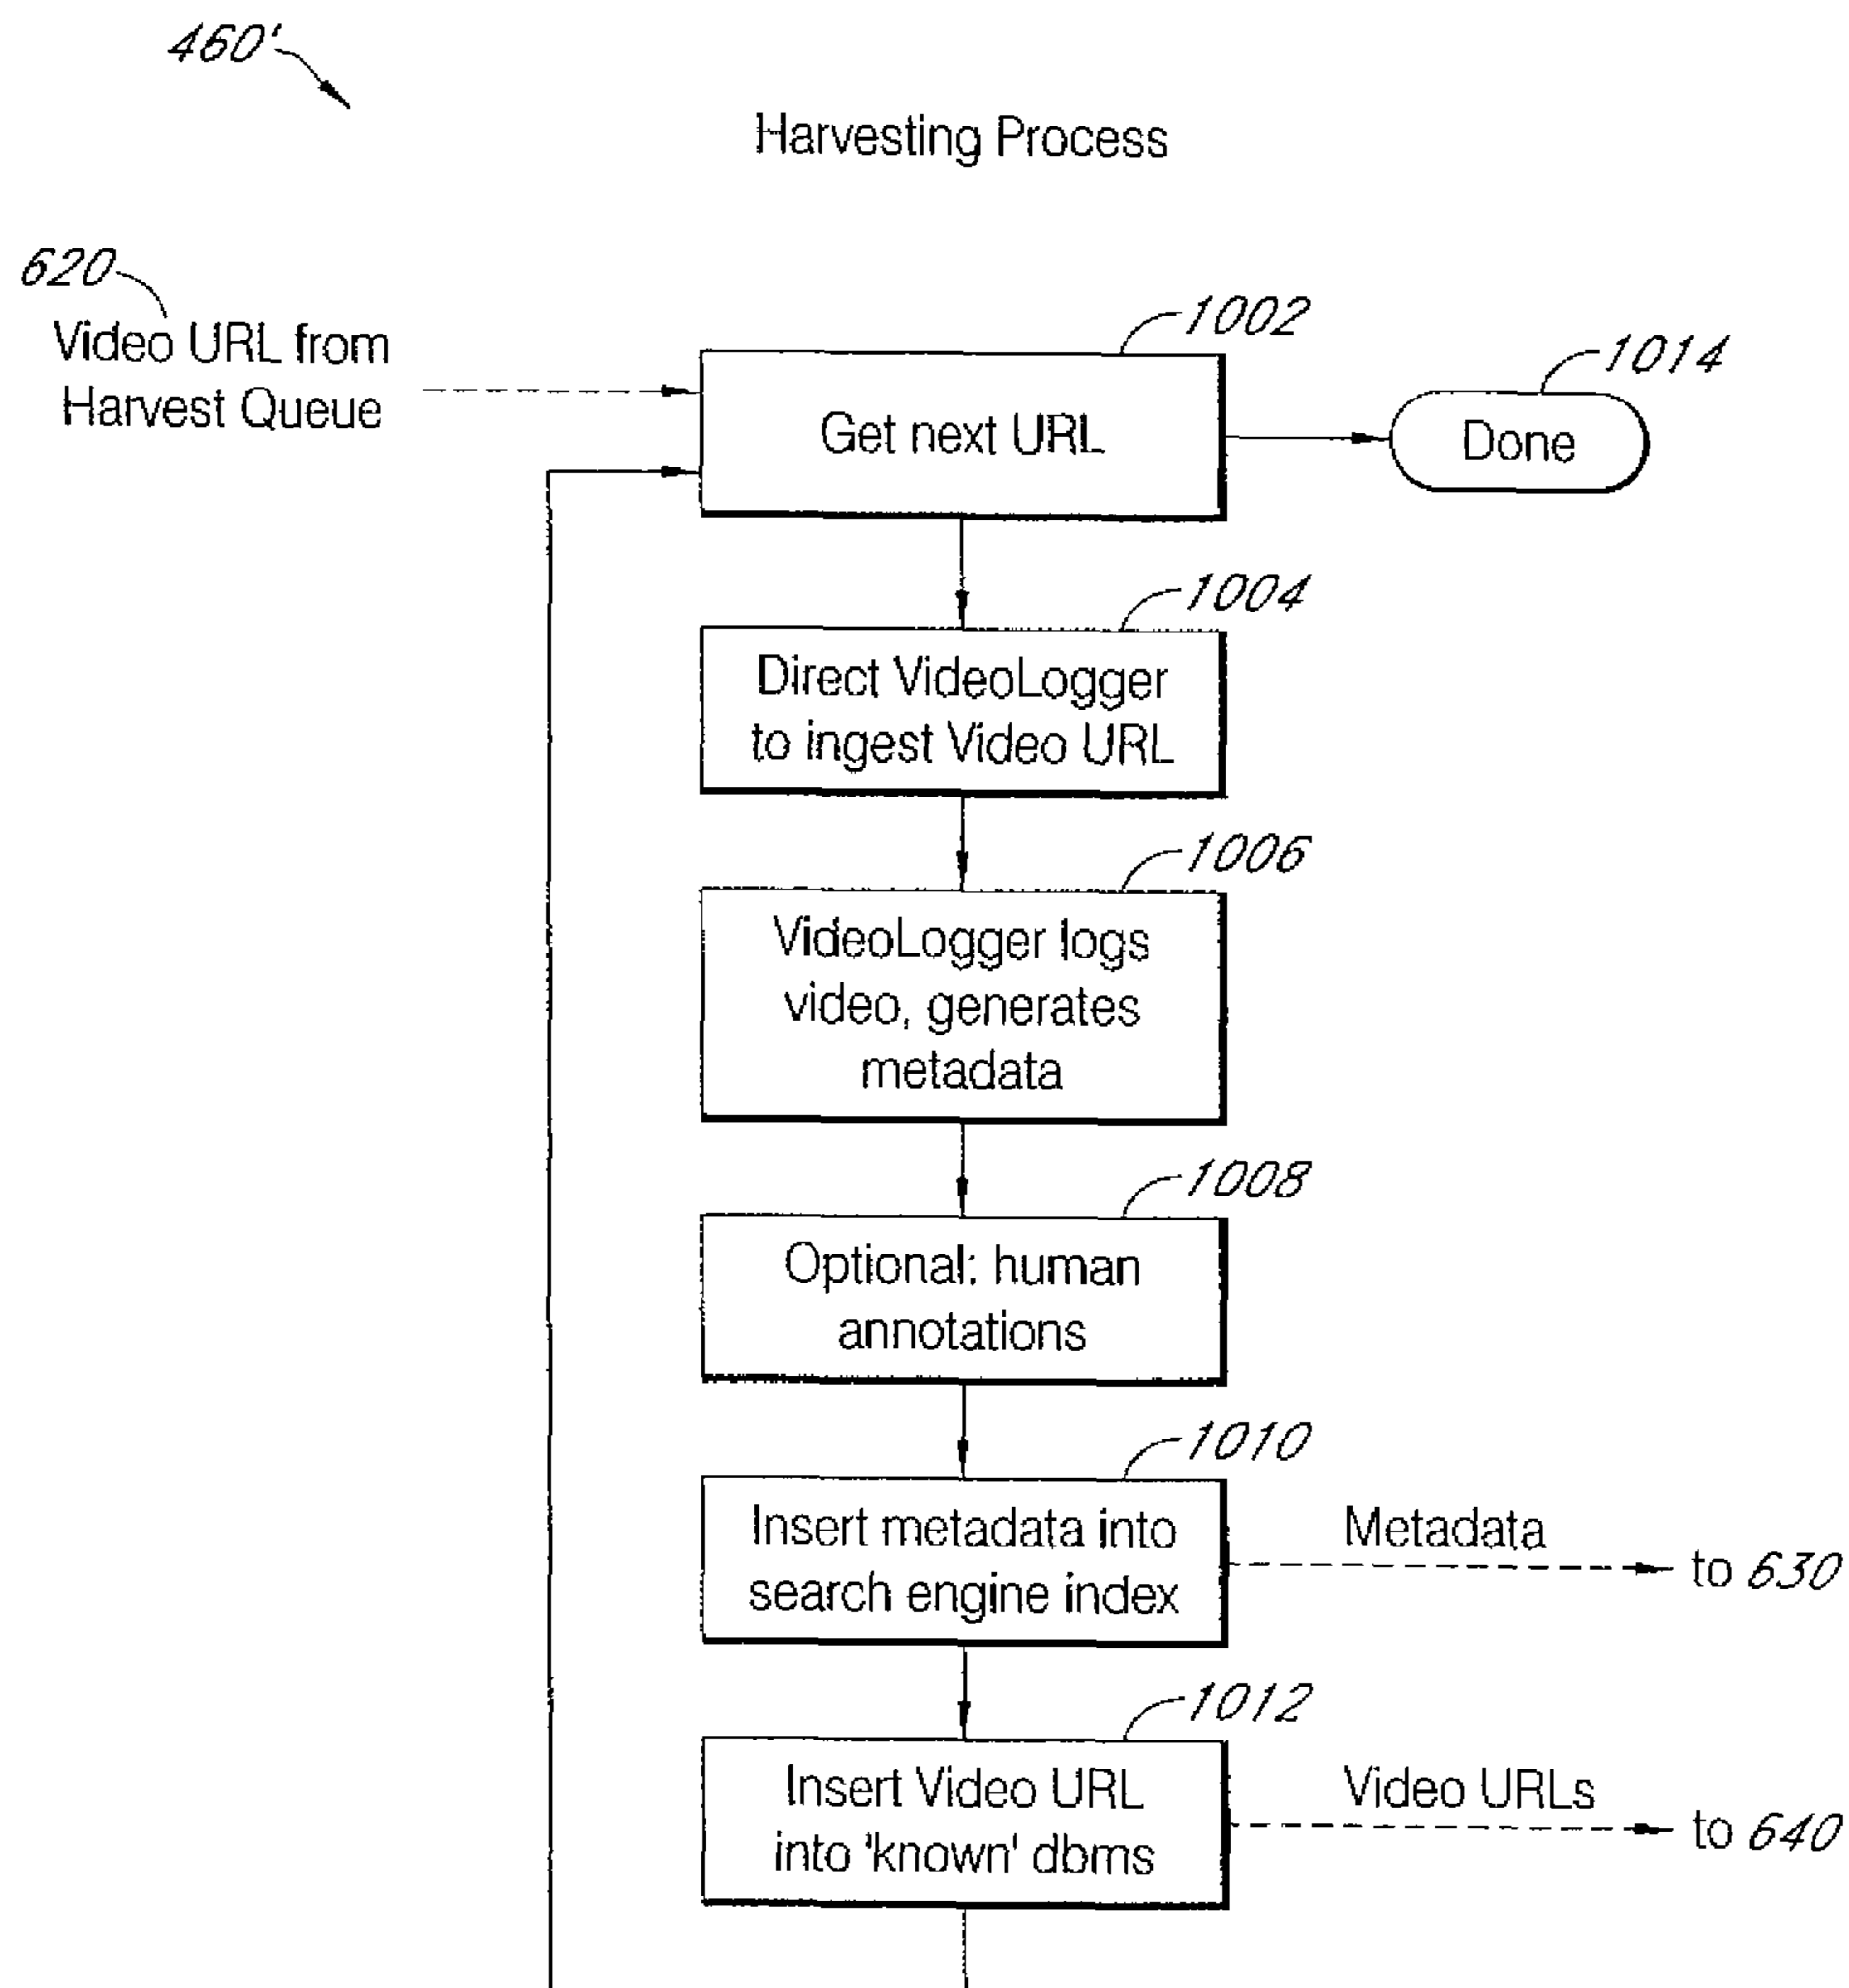 460'
Harvesting Process
620
Video URL from
Harvest Queue
1002
Get next URL
1014
Done
1004
Direct VideoLogger
to ingest Video URL
1006
VideoLogger logs
video, generates
metadata
1008
Optional: human
annotations
1010
Insert metadata into
search engine index
Metadata
to 630
1012
Insert Video URL
into 'known' dbms
Video URLs
to 640